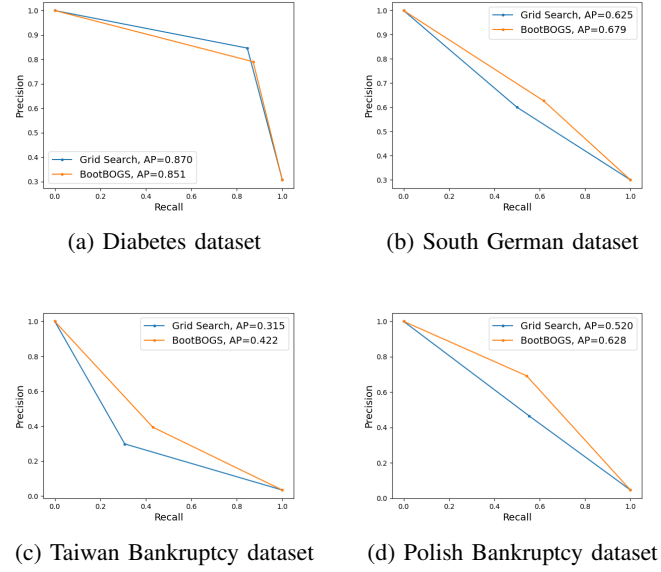 1.0
0.9
0.8
0.7
0.6
0.5
0.4
0.3
Precision
Grid Search, AP=0.870
BootBOGS, AP=0.851
0.0 0.2 0.4 0.6 0.8 1.0
Recall
(a) Diabetes dataset
1.0
0.9
0.8
0.7
0.6
0.5
0.4
0.3
Precision
Grid Search, AP=0.625
BootBOGS, AP=0.679
0.0 0.2 0.4 0.6 0.8 1.0
Recall
(b) South German dataset
1.0
0.8
0.6
0.4
0.2
0.0
Precision
Grid Search, AP=0.315
BootBOGS, AP=0.422
0.0 0.2 0.4 0.6 0.8 1.0
Recall
(c) Taiwan Bankruptcy dataset
1.0
0.8
0.6
0.4
0.2
0.0
Precision
Grid Search, AP=0.520
BootBOGS, AP=0.628
0.0 0.2 0.4 0.6 0.8 1.0
Recall
(d) Polish Bankruptcy dataset